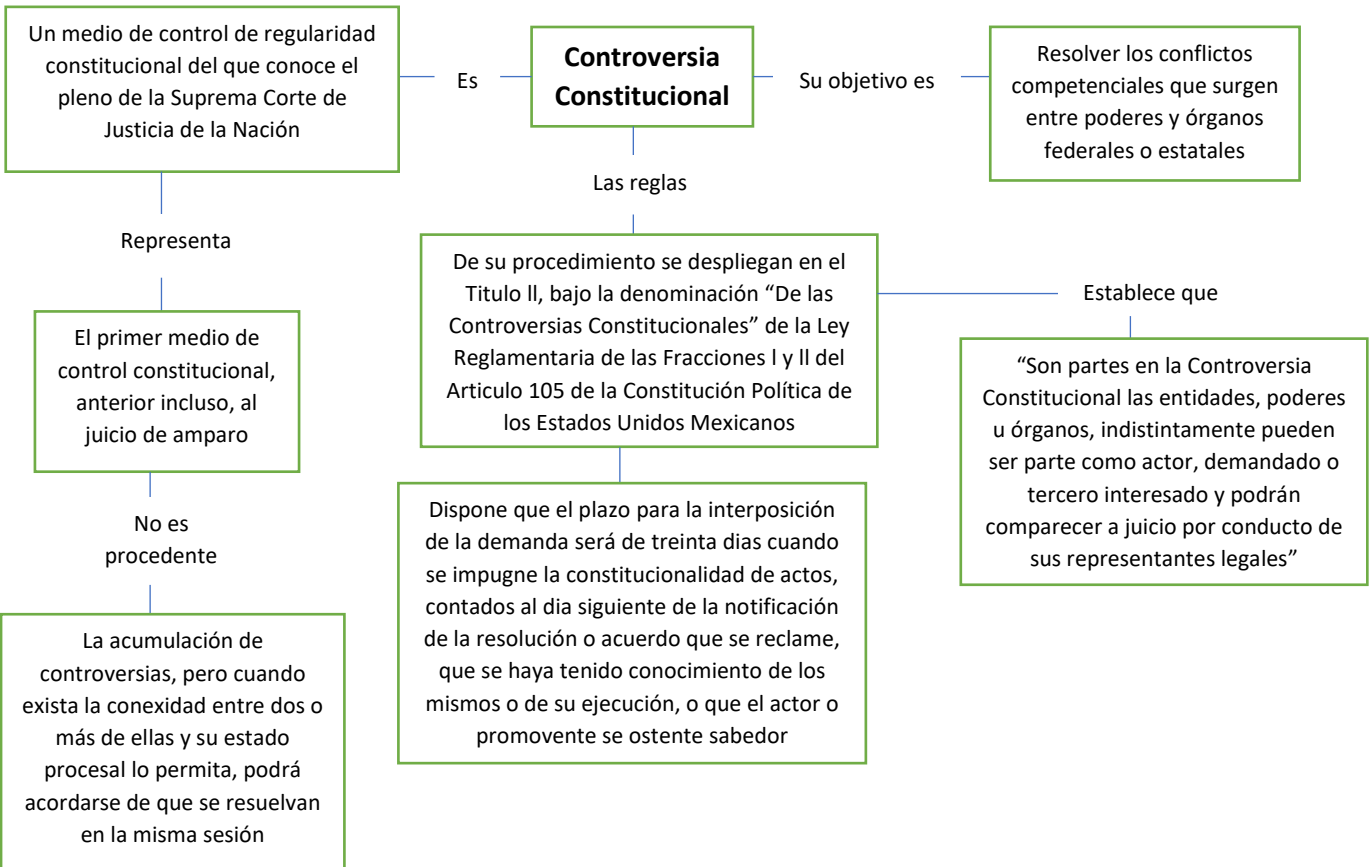 Un medio de control de regularidad
constitucional del que conoce el
pleno de la Suprema Corte de
Justicia de la Nación
Es
Controversia
Constitucional
Su objetivo es
Resolver los conflictos
competenciales que surgen
entre poderes y órganos
federales o estatales
Representa
El primer medio de
control constitucional,
anterior incluso, al
juicio de amparo
No es
procedente
La acumulación de
controversias, pero cuando
exista la conexidad entre dos o
más de ellas y su estado
procesal lo permita, podrá
acordarse de que se resuelvan
en la misma sesión
Las reglas
De su procedimiento se despliegan en el
Titulo ll, bajo la denominación “De las
Controversias Constitucionales” de la Ley
Reglamentaria de las Fracciones l y ll del
Articulo 105 de la Constitución Política de
los Estados Unidos Mexicanos
Dispone que el plazo para la interposición
de la demanda será de treinta dias cuando
se impugne la constitucionalidad de actos,
contados al dia siguiente de la notificación
de la resolución o acuerdo que se reclame,
que se haya tenido conocimiento de los
mismos o de su ejecución, o que el actor o
promovente se ostente sabedor
Establece que
“Son partes en la Controversia
Constitucional las entidades, poderes
u órganos, indistintamente pueden
ser parte como actor, demandado o
tercero interesado y podrán
comparecer a juicio por conducto de
sus representantes legales”